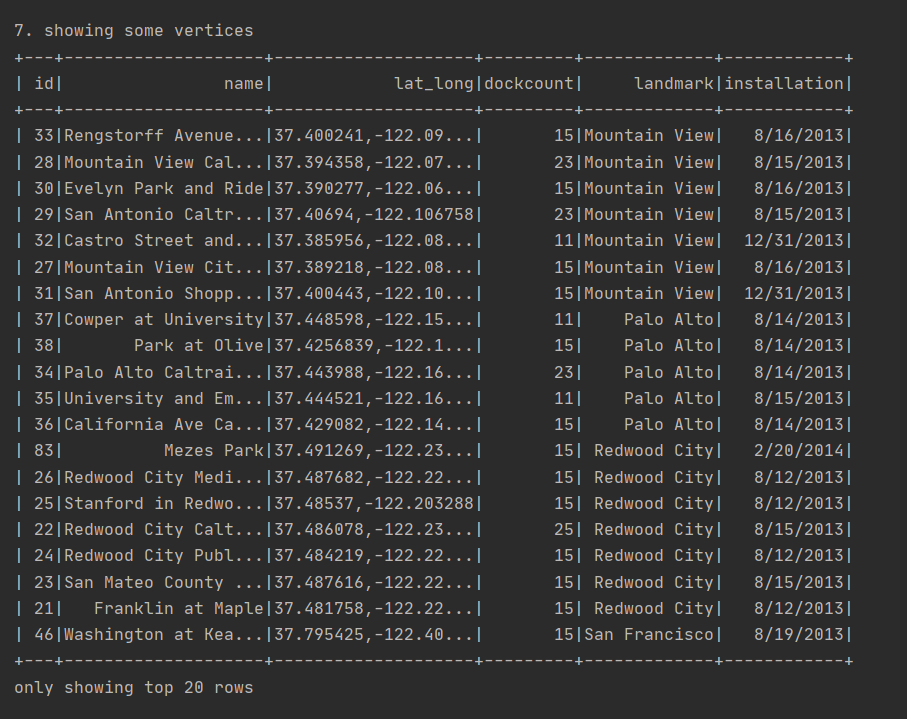 7. showing some vertices
+---+--------------------+--------------------+---------+-------------+------------+
| id|                name|            lat_long|dockcount|     landmark|installation|
+---+--------------------+--------------------+---------+-------------+------------+
| 33|Rengstorff Avenue...|37.400241,-122.09...|       15|Mountain View|   8/16/2013|
| 28|Mountain View Cal...|37.394358,-122.07...|       23|Mountain View|   8/15/2013|
| 30|Evelyn Park and Ride|37.390277,-122.06...|       15|Mountain View|   8/16/2013|
| 29|San Antonio Caltr...|37.40694,-122.106758|       23|Mountain View|   8/15/2013|
| 32|Castro Street and...|37.385956,-122.08...|       11|Mountain View|  12/31/2013|
| 27|Mountain View Cit...|37.389218,-122.08...|       15|Mountain View|   8/16/2013|
| 31|San Antonio Shopp...|37.400443,-122.10...|       15|Mountain View|  12/31/2013|
| 37|Cowper at University|37.448598,-122.15...|       11|    Palo Alto|   8/14/2013|
| 38|       Park at Olive|37.4256839,-122.1...|       15|    Palo Alto|   8/14/2013|
| 34|Palo Alto Caltrai...|37.443988,-122.16...|       23|    Palo Alto|   8/14/2013|
| 35|University and Em...|37.444521,-122.16...|       11|    Palo Alto|   8/15/2013|
| 36|California Ave Ca...|37.429082,-122.14...|       15|    Palo Alto|   8/14/2013|
| 83|          Mezes Park|37.491269,-122.23...|       15| Redwood City|   2/20/2014|
| 26|Redwood City Medi...|37.487682,-122.22...|       15| Redwood City|   8/12/2013|
| 25|Stanford in Redwo...|37.48537,-122.203288|       15| Redwood City|   8/12/2013|
| 22|Redwood City Calt...|37.486078,-122.23...|       25| Redwood City|   8/15/2013|
| 24|Redwood City Publ...|37.484219,-122.22...|       15| Redwood City|   8/12/2013|
| 23|San Mateo County ...|37.487616,-122.22...|       15| Redwood City|   8/15/2013|
| 21|   Franklin at Maple|37.481758,-122.22...|       15| Redwood City|   8/12/2013|
| 46|Washington at Kea...|37.795425,-122.40...|       15|San Francisco|   8/19/2013|
+---+--------------------+--------------------+---------+-------------+------------+
only showing top 20 rows